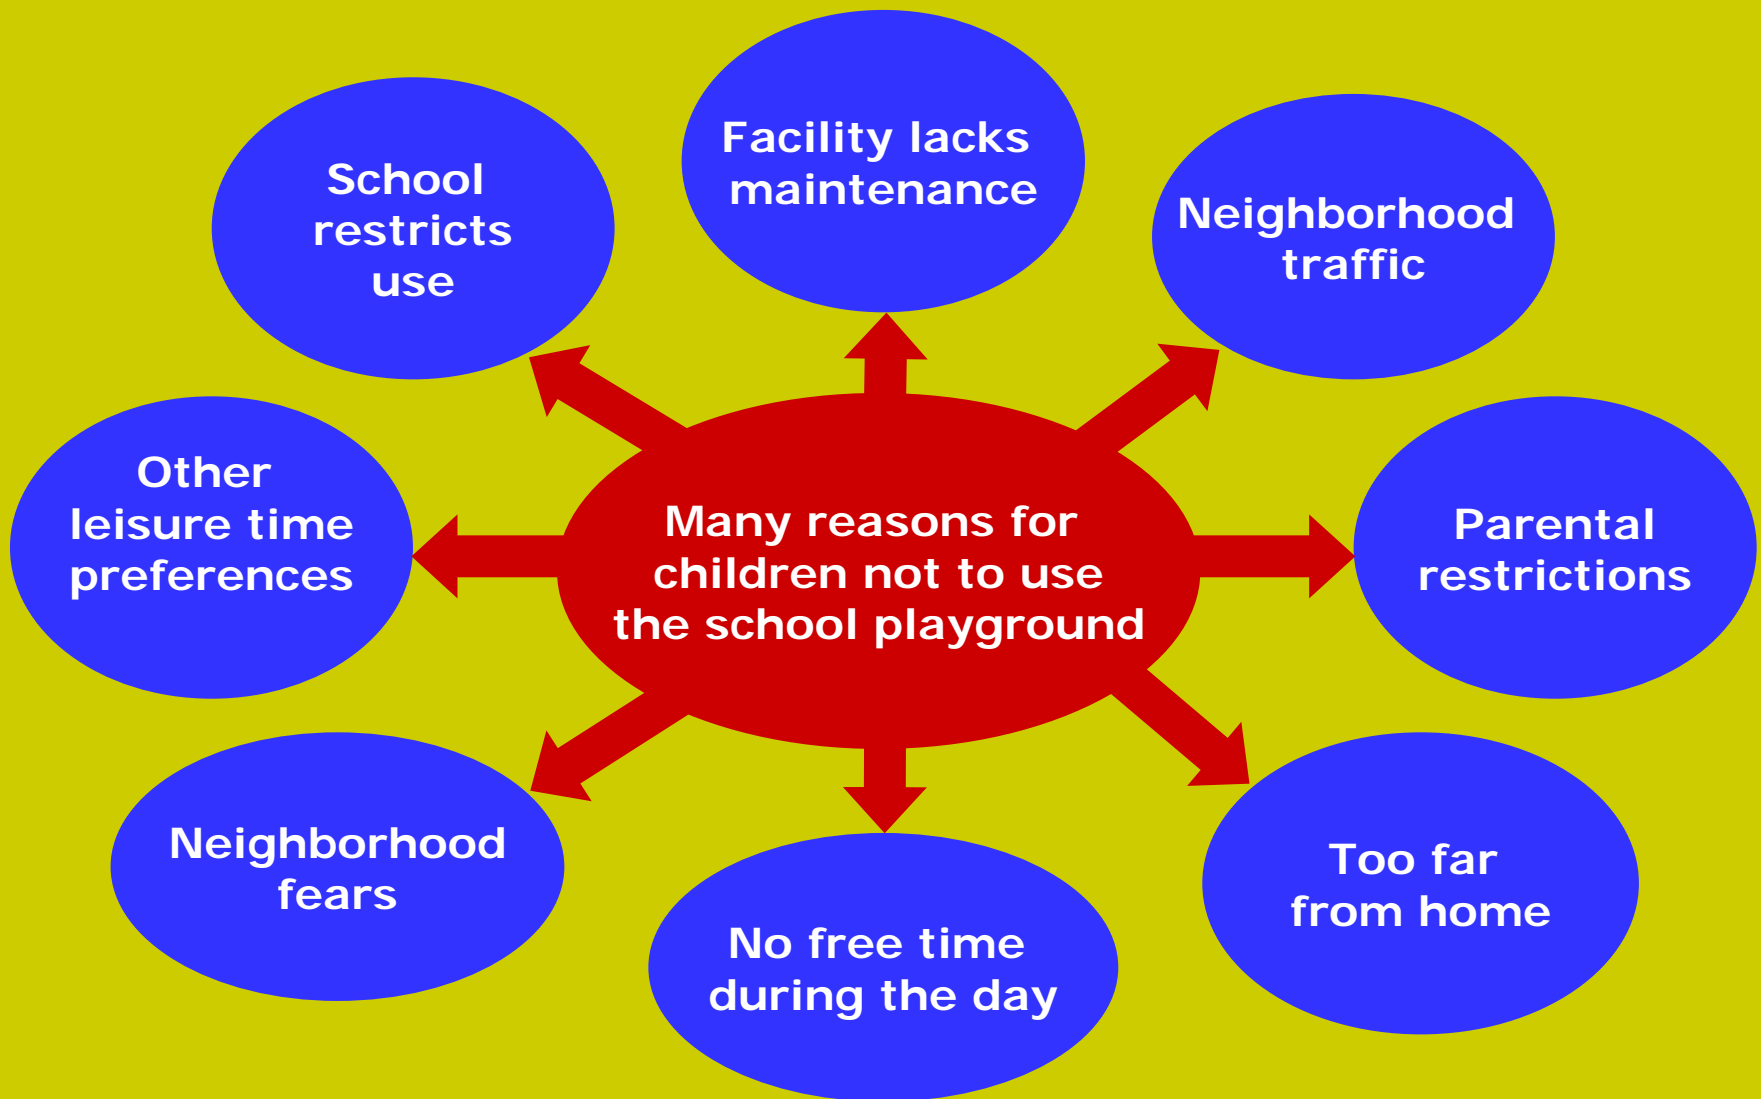 Facility lacks
maintenance
School
restricts
use
Neighborhood
traffic
Other
leisure time
preferences
Many reasons for
children not to use
the school playground
Parental
restrictions
Neighborhood
fears
No free time
during the day
Too far
from home